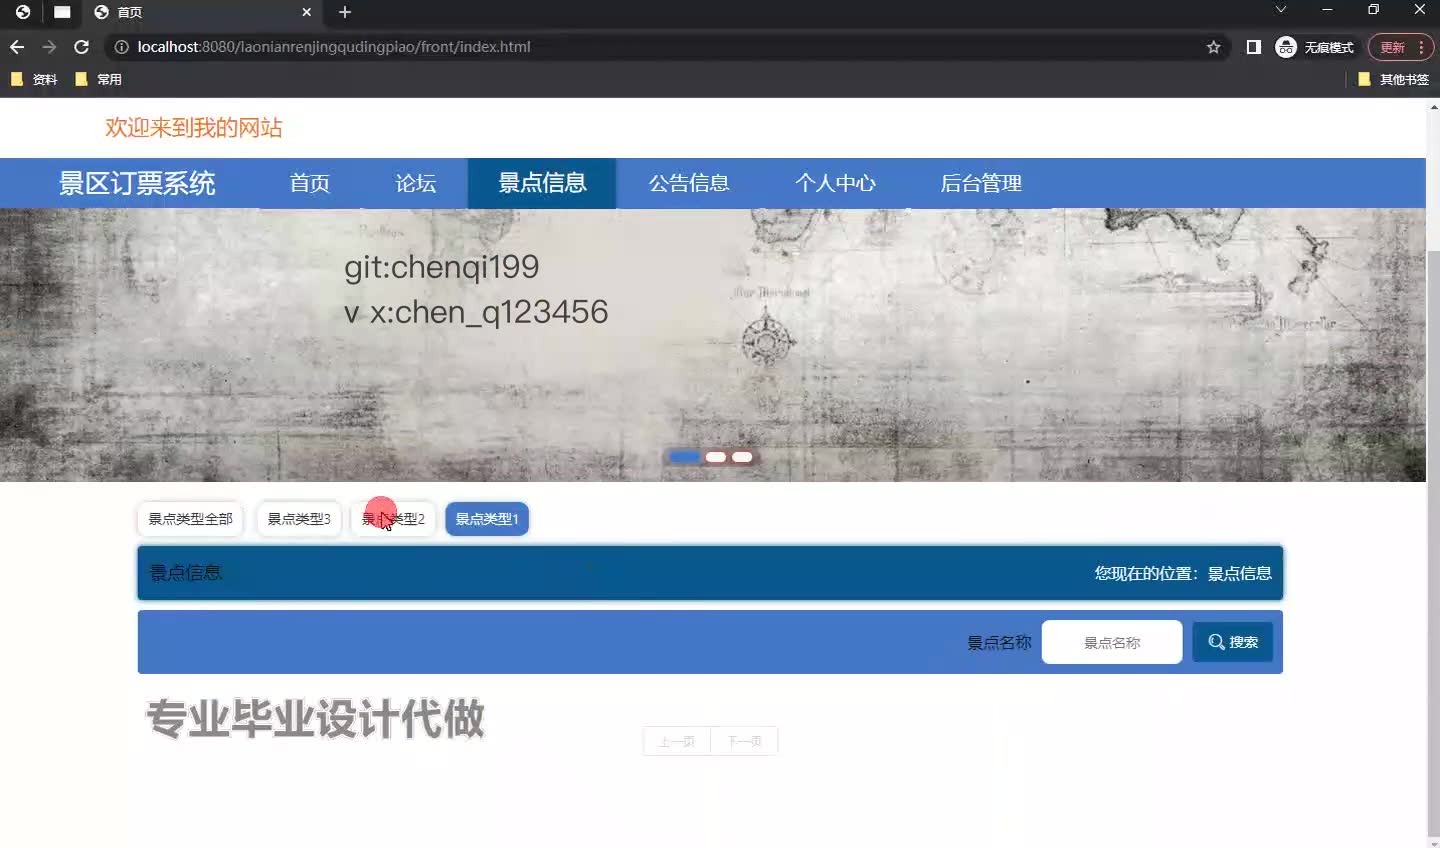 首页
localhost:8080/laonianrenjingqudingpiao/front/index.html
无痕模式
更新
资料
常用
其他书签
欢迎来到我的网站
景区订票系统
首页
论坛
景点信息
公告信息
个人中心
后台管理
git:chenqi199
v x:chen_q123456
景点类型全部
景点类型3
景点类型2
景点类型1
景点信息
您现在的位置：景点信息
景点名称
景点名称
搜索
专业毕业设计代做
上一页
下一页